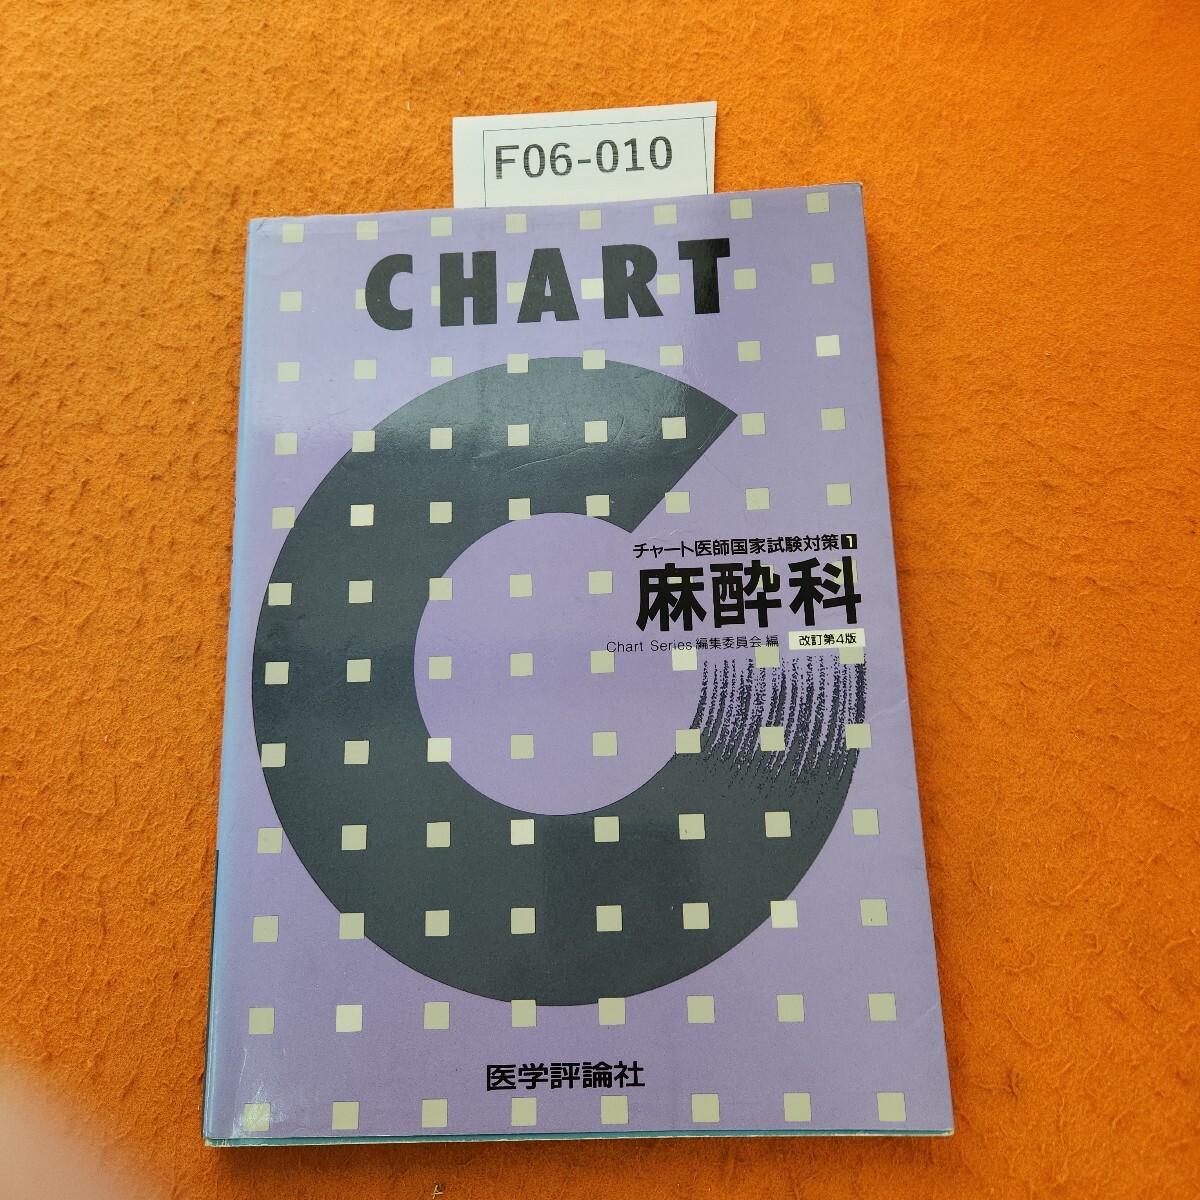 F06-010
CHART
チャート医師国家試験対策1
麻酔科
Chart Series編集委員会 編 改訂第4版
医学評論社